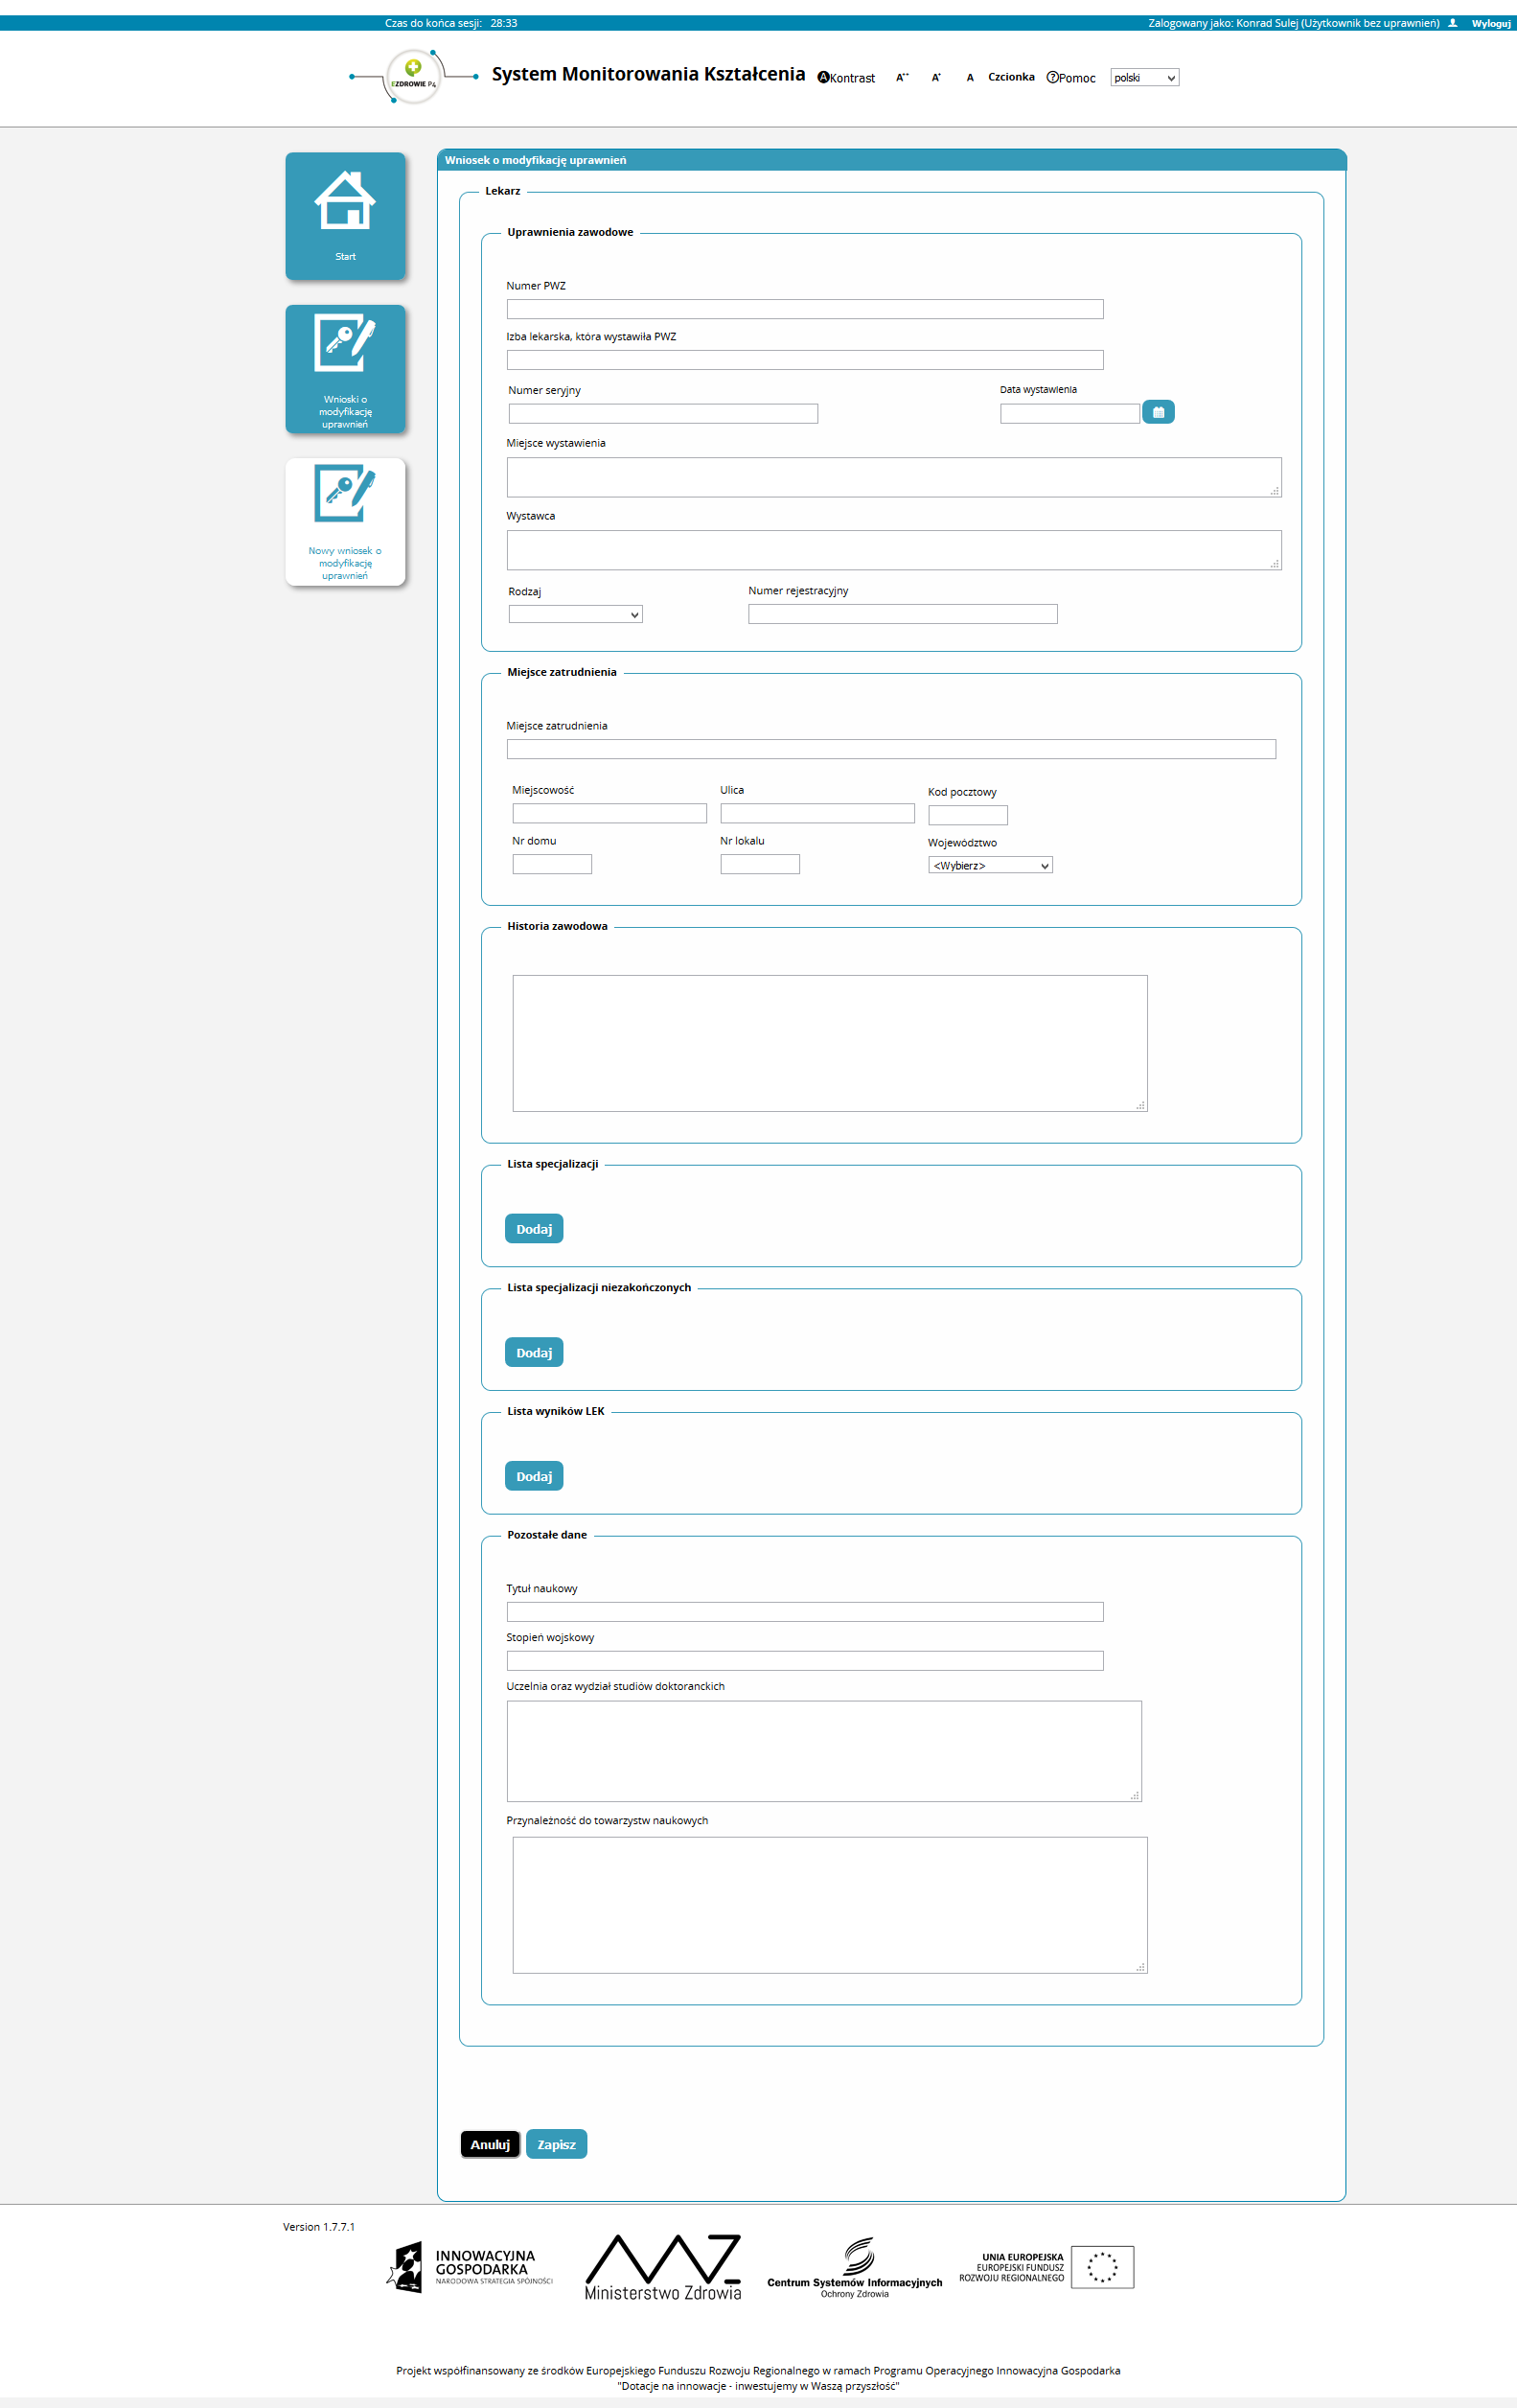 Czas do końca sesji: 28:33
Zalogowany jako: Konrad Sulej (Użytkownik bez uprawnień) Wyloguj
EZDROWIE P4
System Monitorowania Kształcenia
A Kontrast A++ A+ A Czcionka ? Pomoc polski
Start
Wnioski o
modyfikację
uprawnień
Nowy wniosek o
modyfikację
uprawnień
Wniosek o modyfikację uprawnień
Lekarz
Uprawnienia zawodowe
Numer PWZ
Izba lekarska, która wystawiła PWZ
Numer seryjny Data wystawienia
Miejsce wystawienia
Wystawca
Rodzaj Numer rejestracyjny
Miejsce zatrudnienia
Miejsce zatrudnienia
Miejscowość Ulica Kod pocztowy
Nr domu Nr lokalu Województwo
<Wybierz>
Historia zawodowa
Lista specjalizacji
Dodaj
Lista specjalizacji niezakończonych
Dodaj
Lista wyników LEK
Dodaj
Pozostałe dane
Tytuł naukowy
Stopień wojskowy
Uczelnia oraz wydział studiów doktoranckich
Przynależność do towarzystw naukowych
Anuluj Zapisz
Version 1.7.7.1
INNOWACYJNA
GOSPODARKA
NARODOWA STRATEGIA SPÓJNOŚCI
MZ
Ministerstwo Zdrowia
Centrum Systemów Informacyjnych
Ochrony Zdrowia
UNIA EUROPEJSKA
EUROPEJSKI FUNDUSZ
ROZWOJU REGIONALNEGO
Projekt współfinansowany ze środków Europejskiego Funduszu Rozwoju Regionalnego w ramach Programu Operacyjnego Innowacyjna Gospodarka
"Dotacje na innowacje - inwestujemy w Waszą przyszłość"